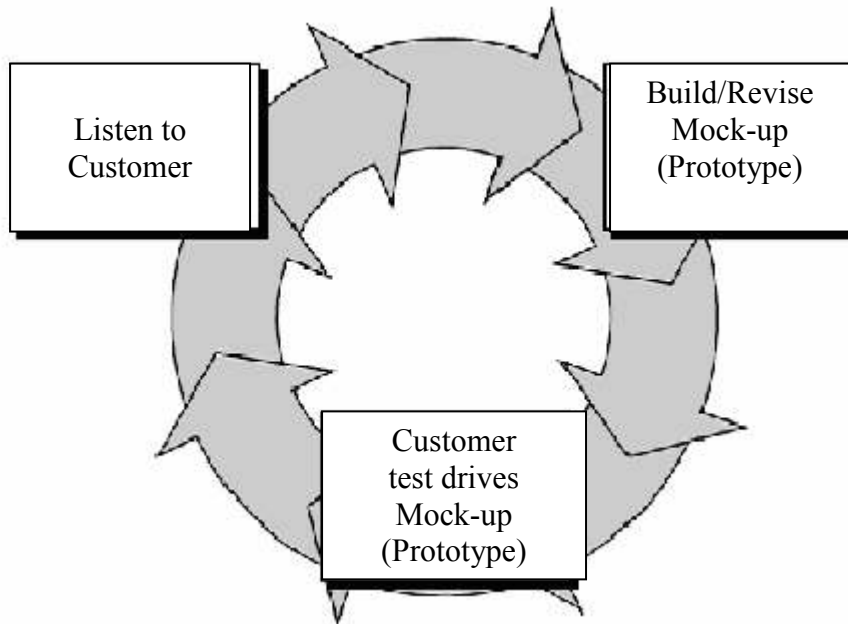 Listen to
Customer
Build/Revise
Mock-up
(Prototype)
Customer
test drives
Mock-up
(Prototype)